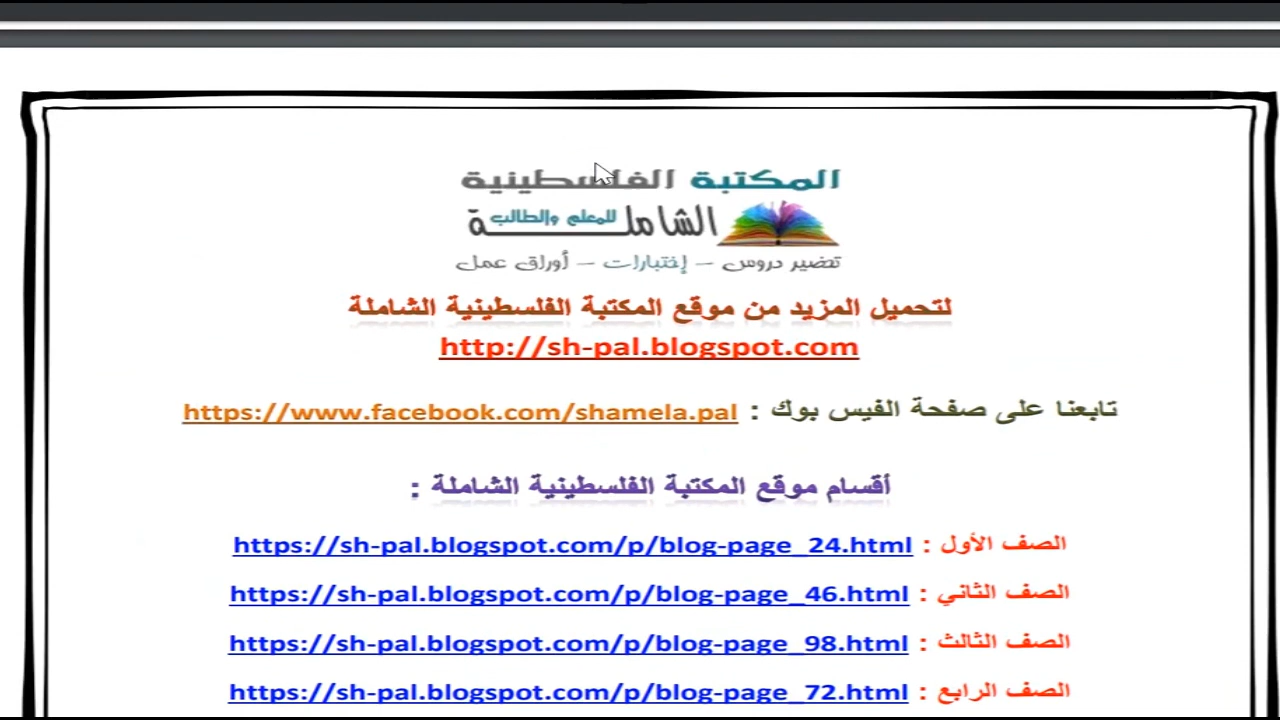 المكتبة الفلسطينية
الشاملة للمعلم والطالب
تحضير دروس – إختبارات – أوراق عمل
لتحميل المزيد من موقع المكتبة الفلسطينية الشاملة
http://sh-pal.blogspot.com
تابعنا على صفحة الفيس بوك : https://www.facebook.com/shamela.pal
أقسام موقع المكتبة الفلسطينية الشاملة :
الصف الأول : https://sh-pal.blogspot.com/p/blog-page_24.html
الصف الثاني : https://sh-pal.blogspot.com/p/blog-page_46.html
الصف الثالث : https://sh-pal.blogspot.com/p/blog-page_98.html
الصف الرابع : https://sh-pal.blogspot.com/p/blog-page_72.html